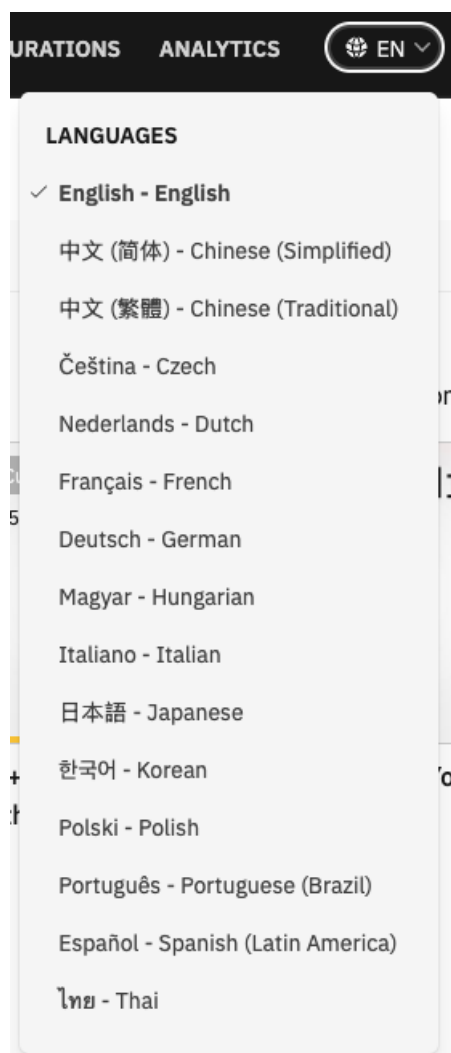 ANALYTICS
EN
LANGUAGES
English - English
中文 (简体) - Chinese (Simplified)
中文 (繁體) - Chinese (Traditional)
Čeština - Czech
Nederlands - Dutch
Français - French
Deutsch - German
Magyar - Hungarian
Italiano - Italian
日本語 - Japanese
한국어 - Korean
Polski - Polish
Português - Portuguese (Brazil)
Español - Spanish (Latin America)
ไทย - Thai